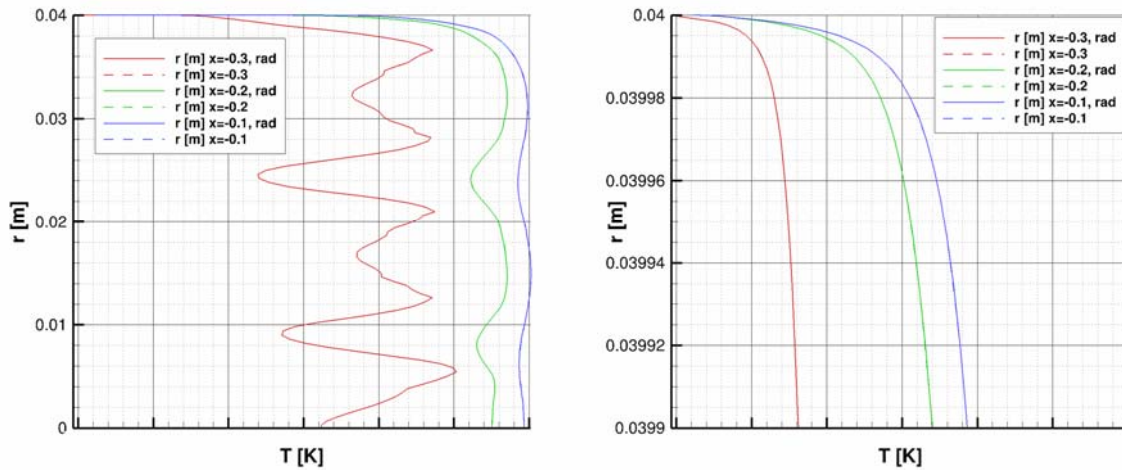 0.04
0.03
0.02
0.01
0
r [m]
T [K]
r [m] x=-0.3, rad
r [m] x=-0.3
r [m] x=-0.2, rad
r [m] x=-0.2
r [m] x=-0.1, rad
r [m] x=-0.1
0.04
0.03998
0.03996
0.03994
0.03992
0.0399
r [m]
T [K]
r [m] x=-0.3, rad
r [m] x=-0.3
r [m] x=-0.2, rad
r [m] x=-0.2
r [m] x=-0.1, rad
r [m] x=-0.1